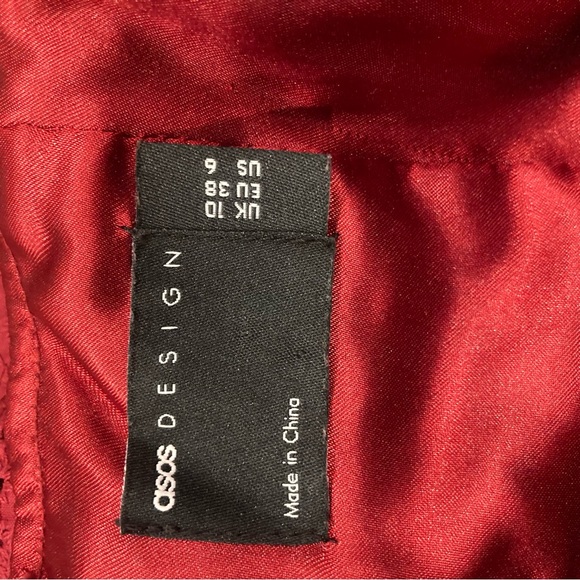 UK 10
EU 38
US 6
asos DESIGN
Made in China